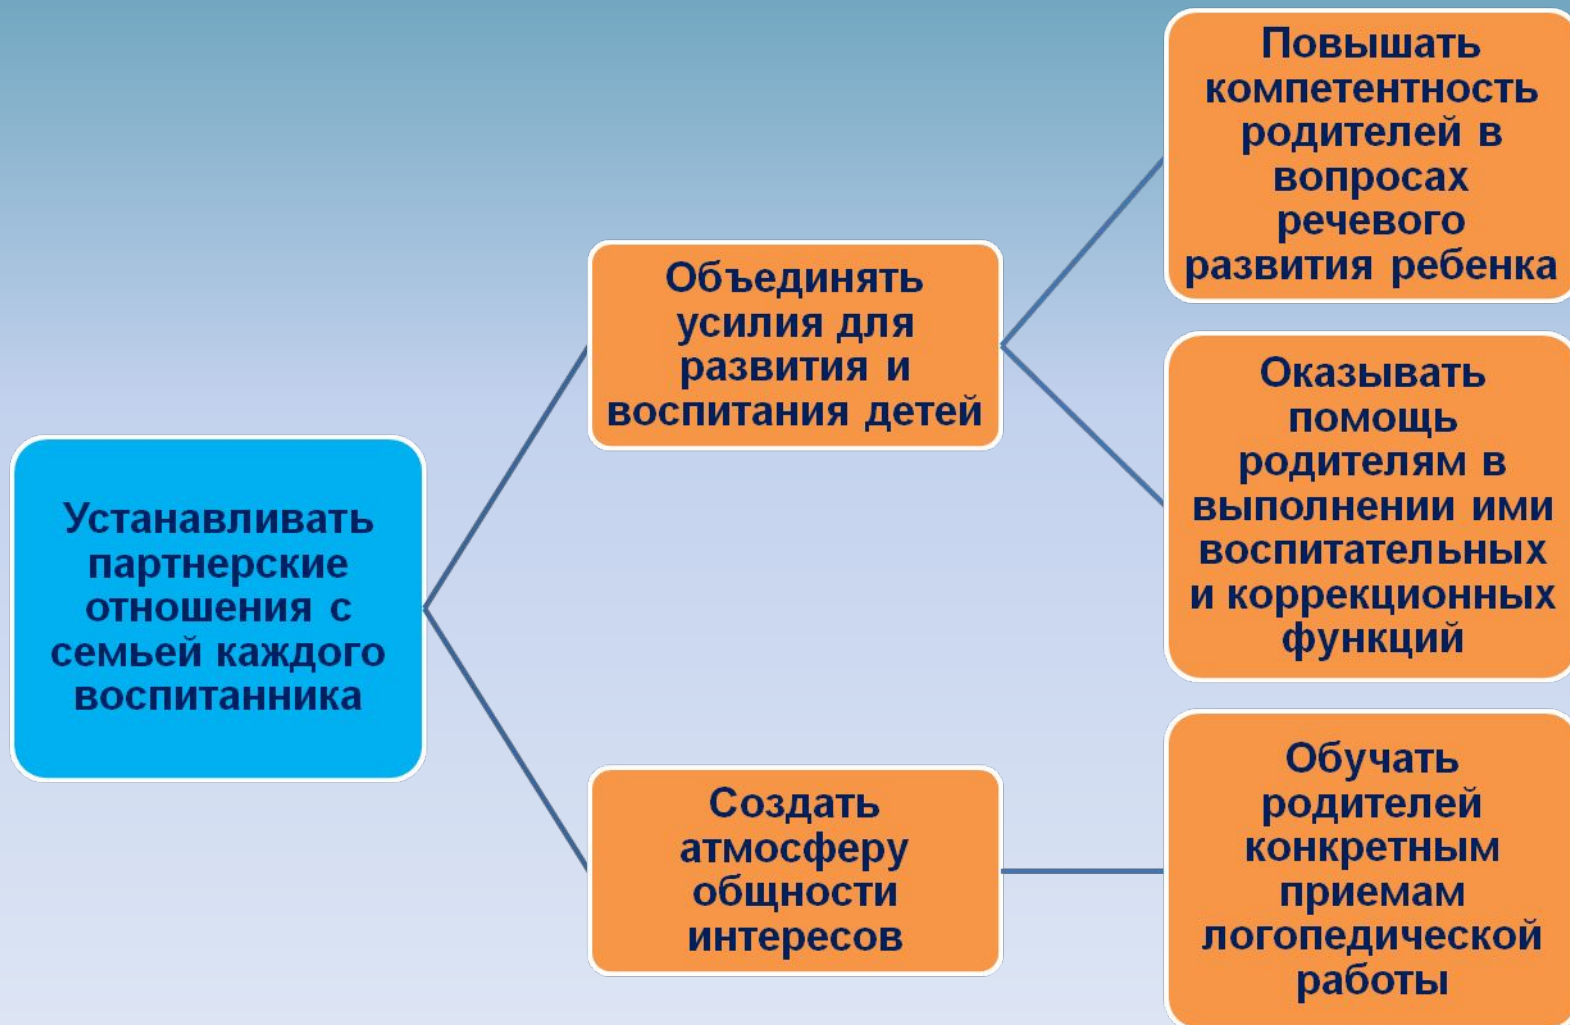 Устанавливать
партнерские
отношения с
семьей каждого
воспитанника
Объединять
усилия для
развития и
воспитания детей
Создать
атмосферу
общности
интересов
Повышать
компетентность
родителей в
вопросах
речевого
развития ребенка
Оказывать
помощь
родителям в
выполнении ими
воспитательных
и коррекционных
функций
Обучать
родителей
конкретным
приемам
логопедической
работы